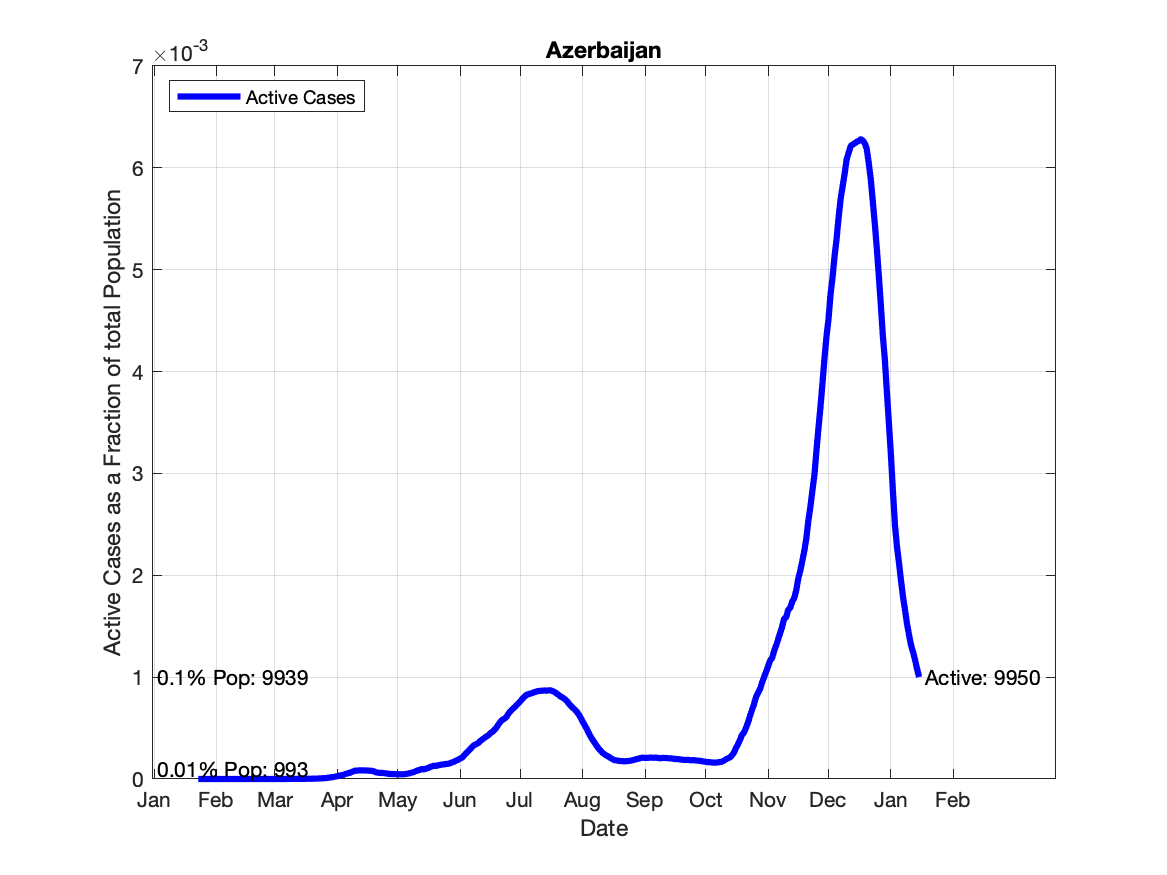 Azerbaijan
×10-3
Active Cases
7
6
5
4
3
2
1
0
Active Cases as a Fraction of total Population
0.1% Pop: 9939
Active: 9950
0.01% Pop: 993
Jan Feb Mar Apr May Jun Jul Aug Sep Oct Nov Dec Jan Feb
Date